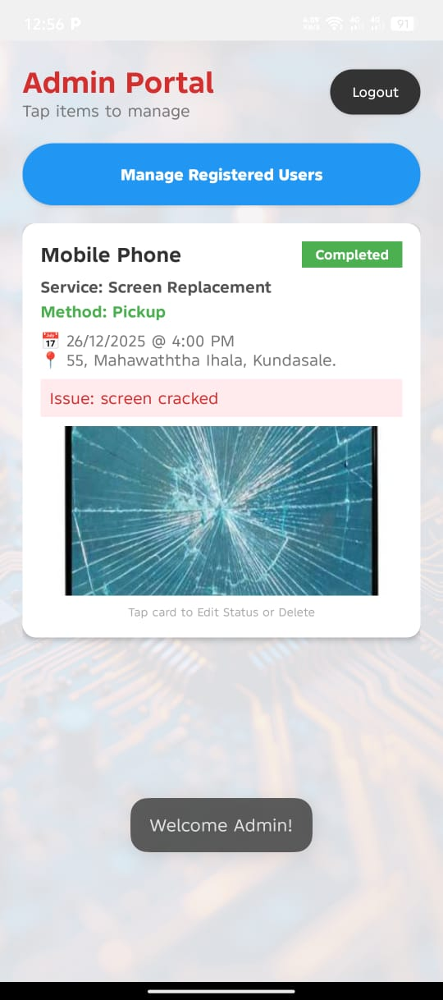 12:56 P
4G 4G 91
Admin Portal
Tap items to manage
Logout
Manage Registered Users
Mobile Phone
Completed
Service: Screen Replacement
Method: Pickup
📅 26/12/2025 @ 4:00 PM
📍 55, Mahawaththa Ihala, Kundasale.
Issue: screen cracked
Tap card to Edit Status or Delete
Welcome Admin!